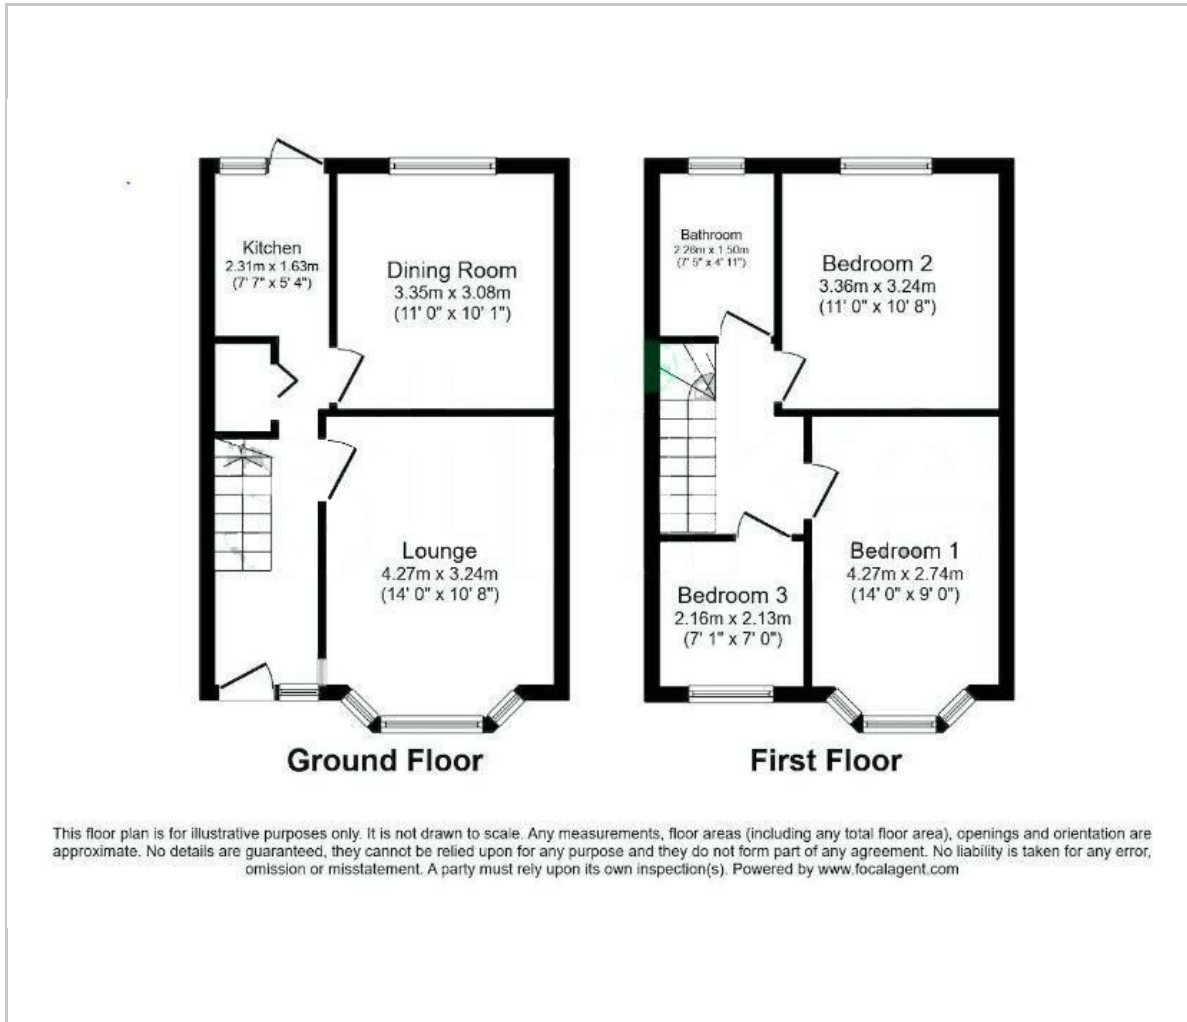 Kitchen
2.31m x 1.63m
(7' 7" x 5' 4")
Dining Room
3.35m x 3.08m
(11' 0" x 10' 1")
Lounge
4.27m x 3.24m
(14' 0" x 10' 8")
Ground Floor
Bathroom
2.26m x 1.50m
(7' 5" x 4' 11")
Bedroom 2
3.36m x 3.24m
(11' 0" x 10' 8")
Bedroom 1
4.27m x 2.74m
(14' 0" x 9' 0")
Bedroom 3
2.16m x 2.13m
(7' 1" x 7' 0")
First Floor
This floor plan is for illustrative purposes only. It is not drawn to scale. Any measurements, floor areas (including any total floor area), openings and orientation are
approximate. No details are guaranteed, they cannot be relied upon for any purpose and they do not form part of any agreement. No liability is taken for any error,
omission or misstatement. A party must rely upon its own inspection(s). Powered by www.focalagent.com